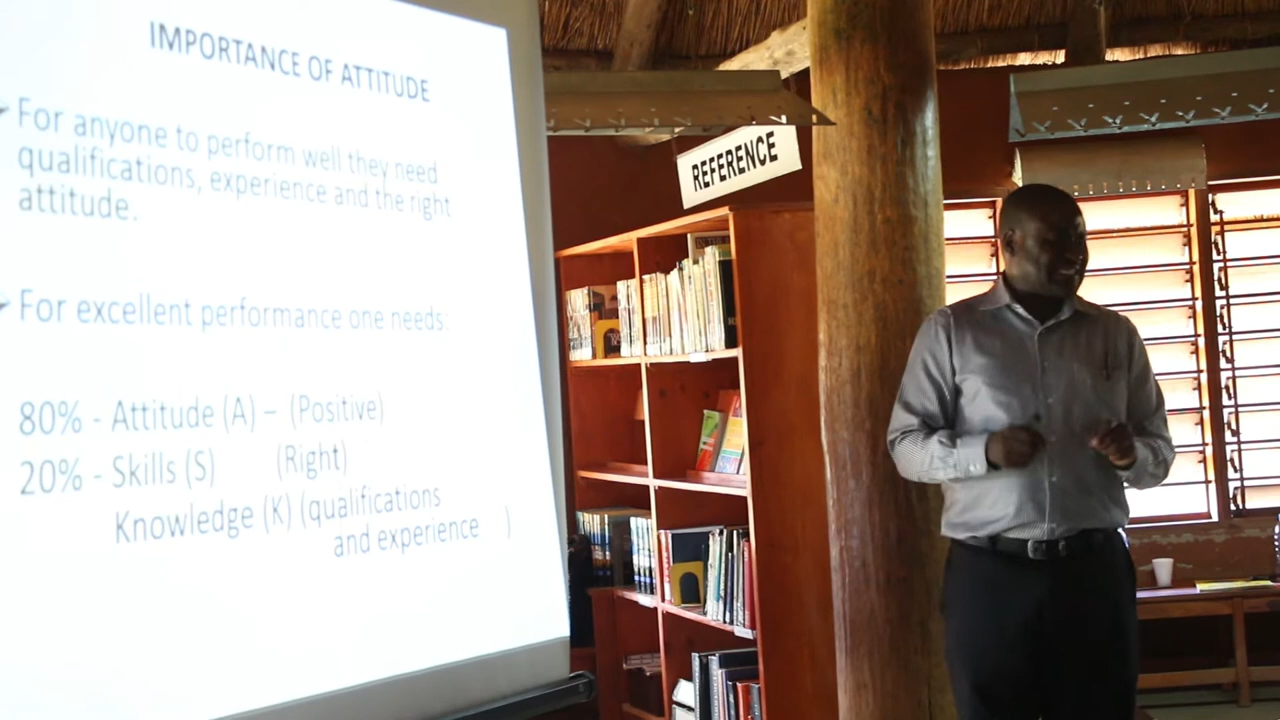 IMPORTANCE OF ATTITUDE
For anyone to perform well they need
qualifications, experience and the right
attitude.
For excellent performance one needs:
80% - Attitude (A) – (Positive)
20% - Skills (S) (Right)
Knowledge (K) (qualifications
and experience )
REFERENCE